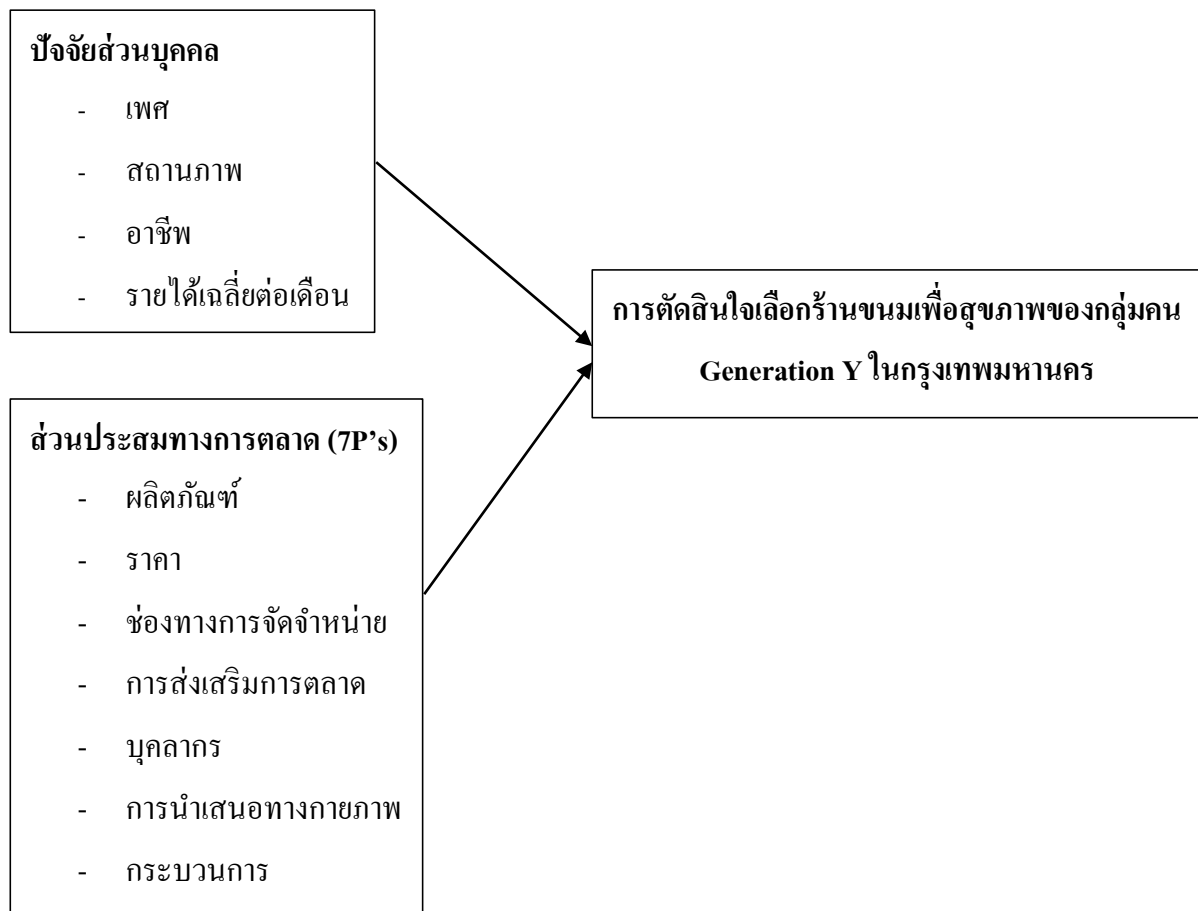 ปัจจัยส่วนบุคคล
- เพศ
- สถานภาพ
- อาชีพ
- รายได้เฉลี่ยต่อเดือน
การตัดสินใจเลือกร้านขนมเพื่อสุขภาพของกลุ่มคน
Generation Y ในกรุงเทพมหานคร
ส่วนประสมทางการตลาด (7P’s)
- ผลิตภัณฑ์
- ราคา
- ช่องทางการจัดจำหน่าย
- การส่งเสริมการตลาด
- บุคลากร
- การนำเสนอทางกายภาพ
- กระบวนการ